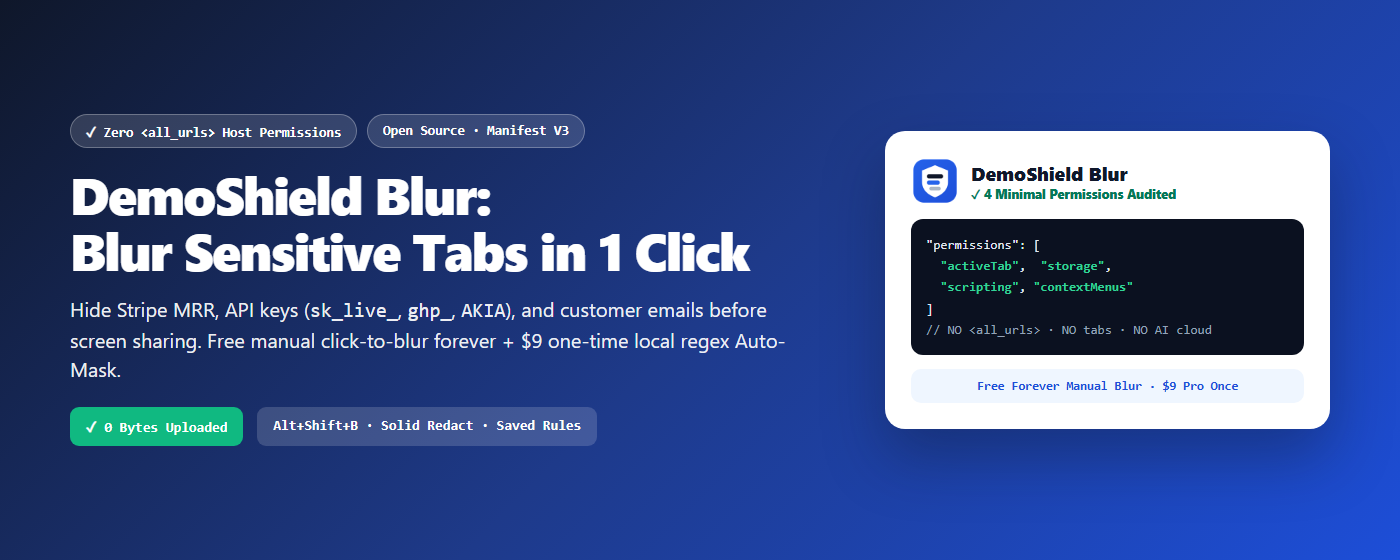 ✓ Zero <all_urls> Host Permissions
Open Source · Manifest V3
DemoShield Blur:
Blur Sensitive Tabs in 1 Click
Hide Stripe MRR, API keys (sk_live_, ghp_, AKIA), and customer emails before
screen sharing. Free manual click-to-blur forever + $9 one-time local regex Auto-
Mask.
✓ 0 Bytes Uploaded
Alt+Shift+B · Solid Redact · Saved Rules
DemoShield Blur
✓ 4 Minimal Permissions Audited
"permissions": [
"activeTab", "storage",
"scripting", "contextMenus"
]
// NO <all_urls> · NO tabs · NO AI cloud
Free Forever Manual Blur · $9 Pro Once